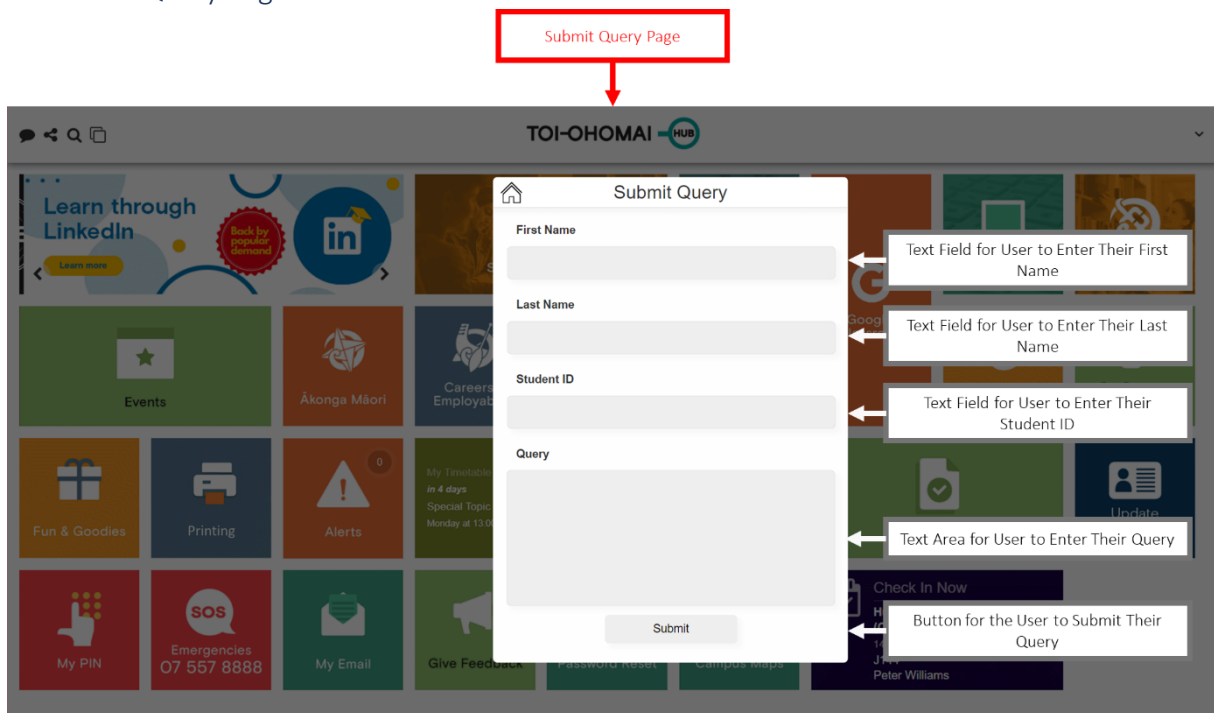 Submit Query Page
TOI-OHOMAI HUB
Learn through
LinkedIn
Back by
popular
demand
in
Learn more
Submit Query
First Name
Text Field for User to Enter Their First
Name
Last Name
Text Field for User to Enter Their Last
Name
Student ID
Text Field for User to Enter Their
Student ID
Query
Text Area for User to Enter Their Query
Submit
Button for the User to Submit Their
Query
Events
Ākonga Māori
Careers
Fun & Goodies
Printing
0
Alerts
My Timetable
in 4 days
Special Topic
Monday at
Update
My PIN
SOS
Emergencies
07 557 8888
My Email
Give Feedback
Password Reset
Campus Maps
Check In Now
Peter Williams